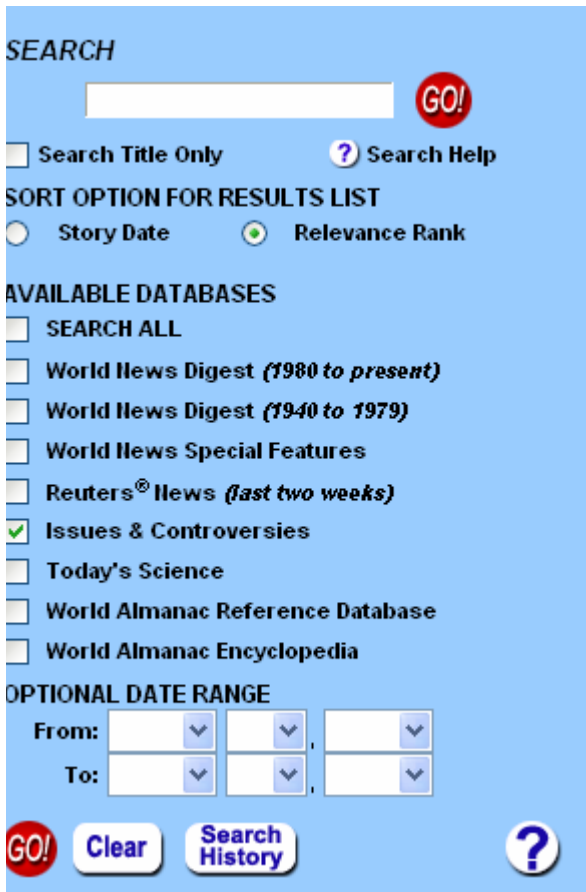 SEARCH
GO!
Search Title Only ? Search Help
SORT OPTION FOR RESULTS LIST
Story Date Relevance Rank
AVAILABLE DATABASES
SEARCH ALL
World News Digest (1980 to present)
World News Digest (1940 to 1979)
World News Special Features
Reuters® News (last two weeks)
Issues & Controversies
Today's Science
World Almanac Reference Database
World Almanac Encyclopedia
OPTIONAL DATE RANGE
From: ,
To: ,
GO! Clear Search History ?